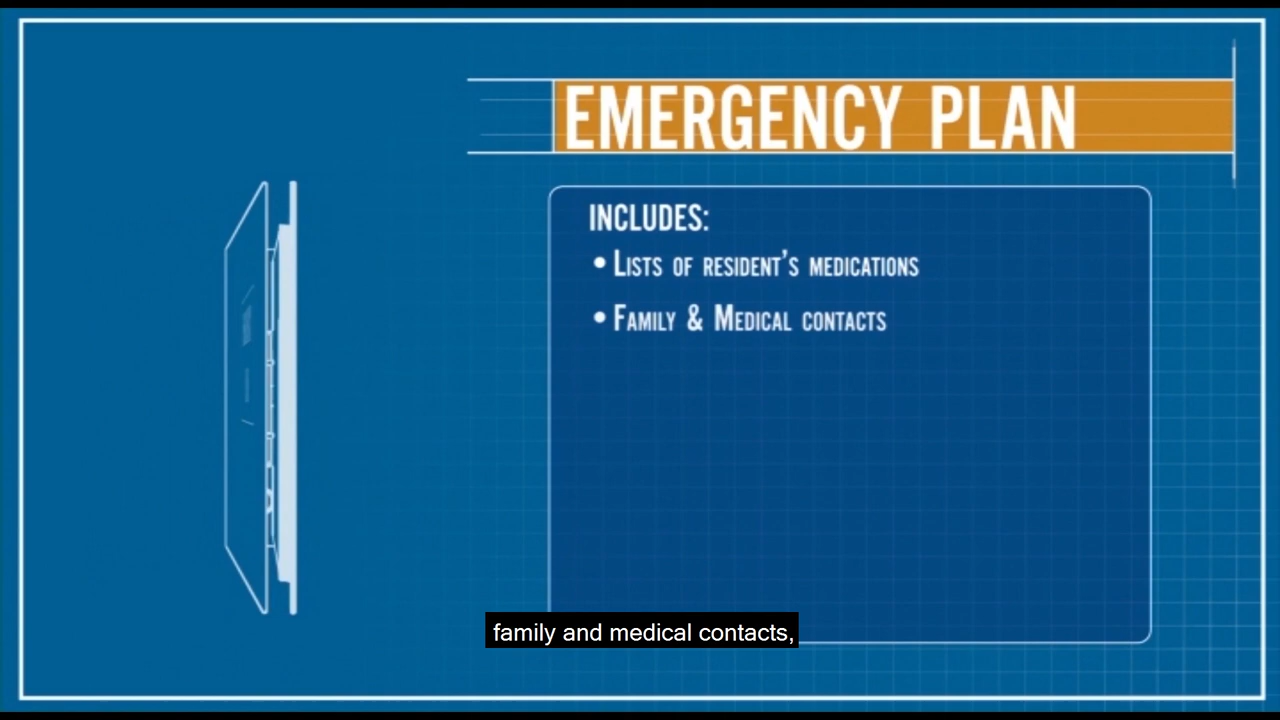 EMERGENCY PLAN
INCLUDES:
• LISTS OF RESIDENT'S MEDICATIONS
• FAMILY & MEDICAL CONTACTS
family and medical contacts,